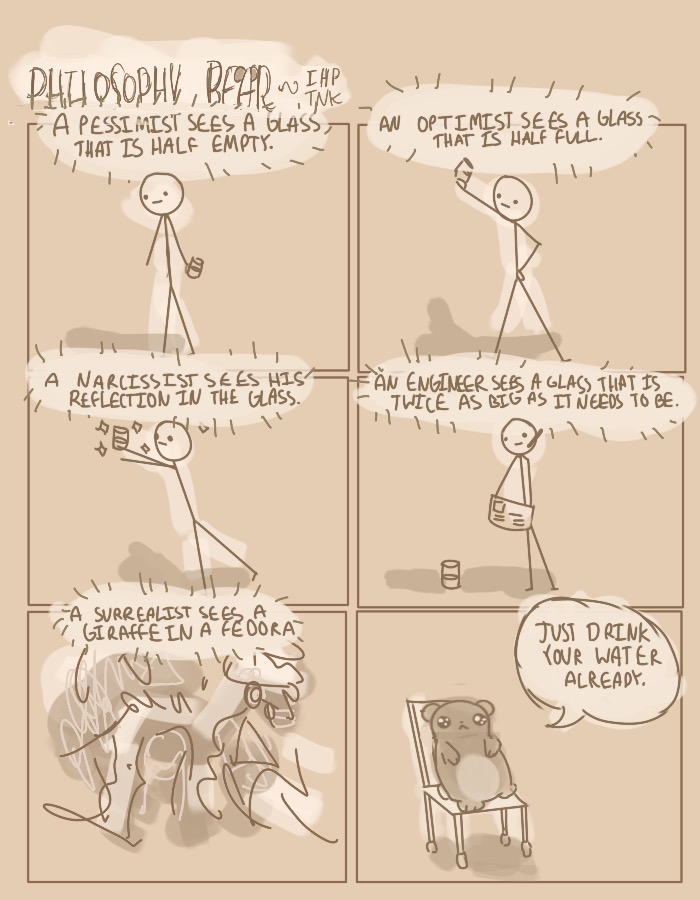 PHILOSOPHY BEAR ~ IHP
TNK
A PESSIMIST SEES A GLASS
THAT IS HALF EMPTY.
AN OPTIMIST SEES A GLASS
THAT IS HALF FULL.
A NARCISSIST SEES HIS
REFLECTION IN THE GLASS.
AN ENGINEER SEES A GLASS THAT IS
TWICE AS BIG AS IT NEEDS TO BE.
A SURREALIST SEES A
GIRAFFE IN A FEDORA
JUST DRINK
YOUR WATER
ALREADY.